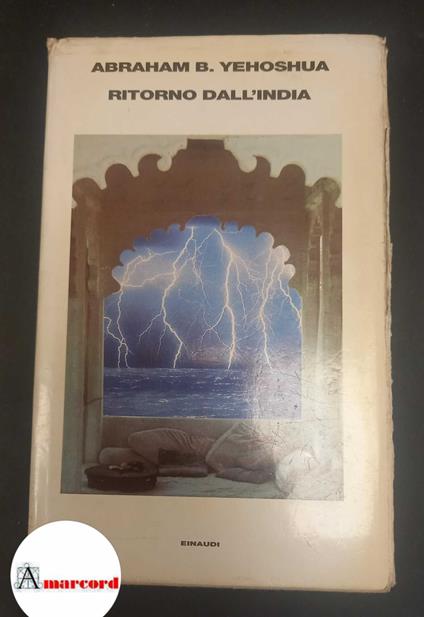 ABRAHAM B. YEHOSHUA
RITORNO DALL'INDIA
EINAUDI
Amarcord